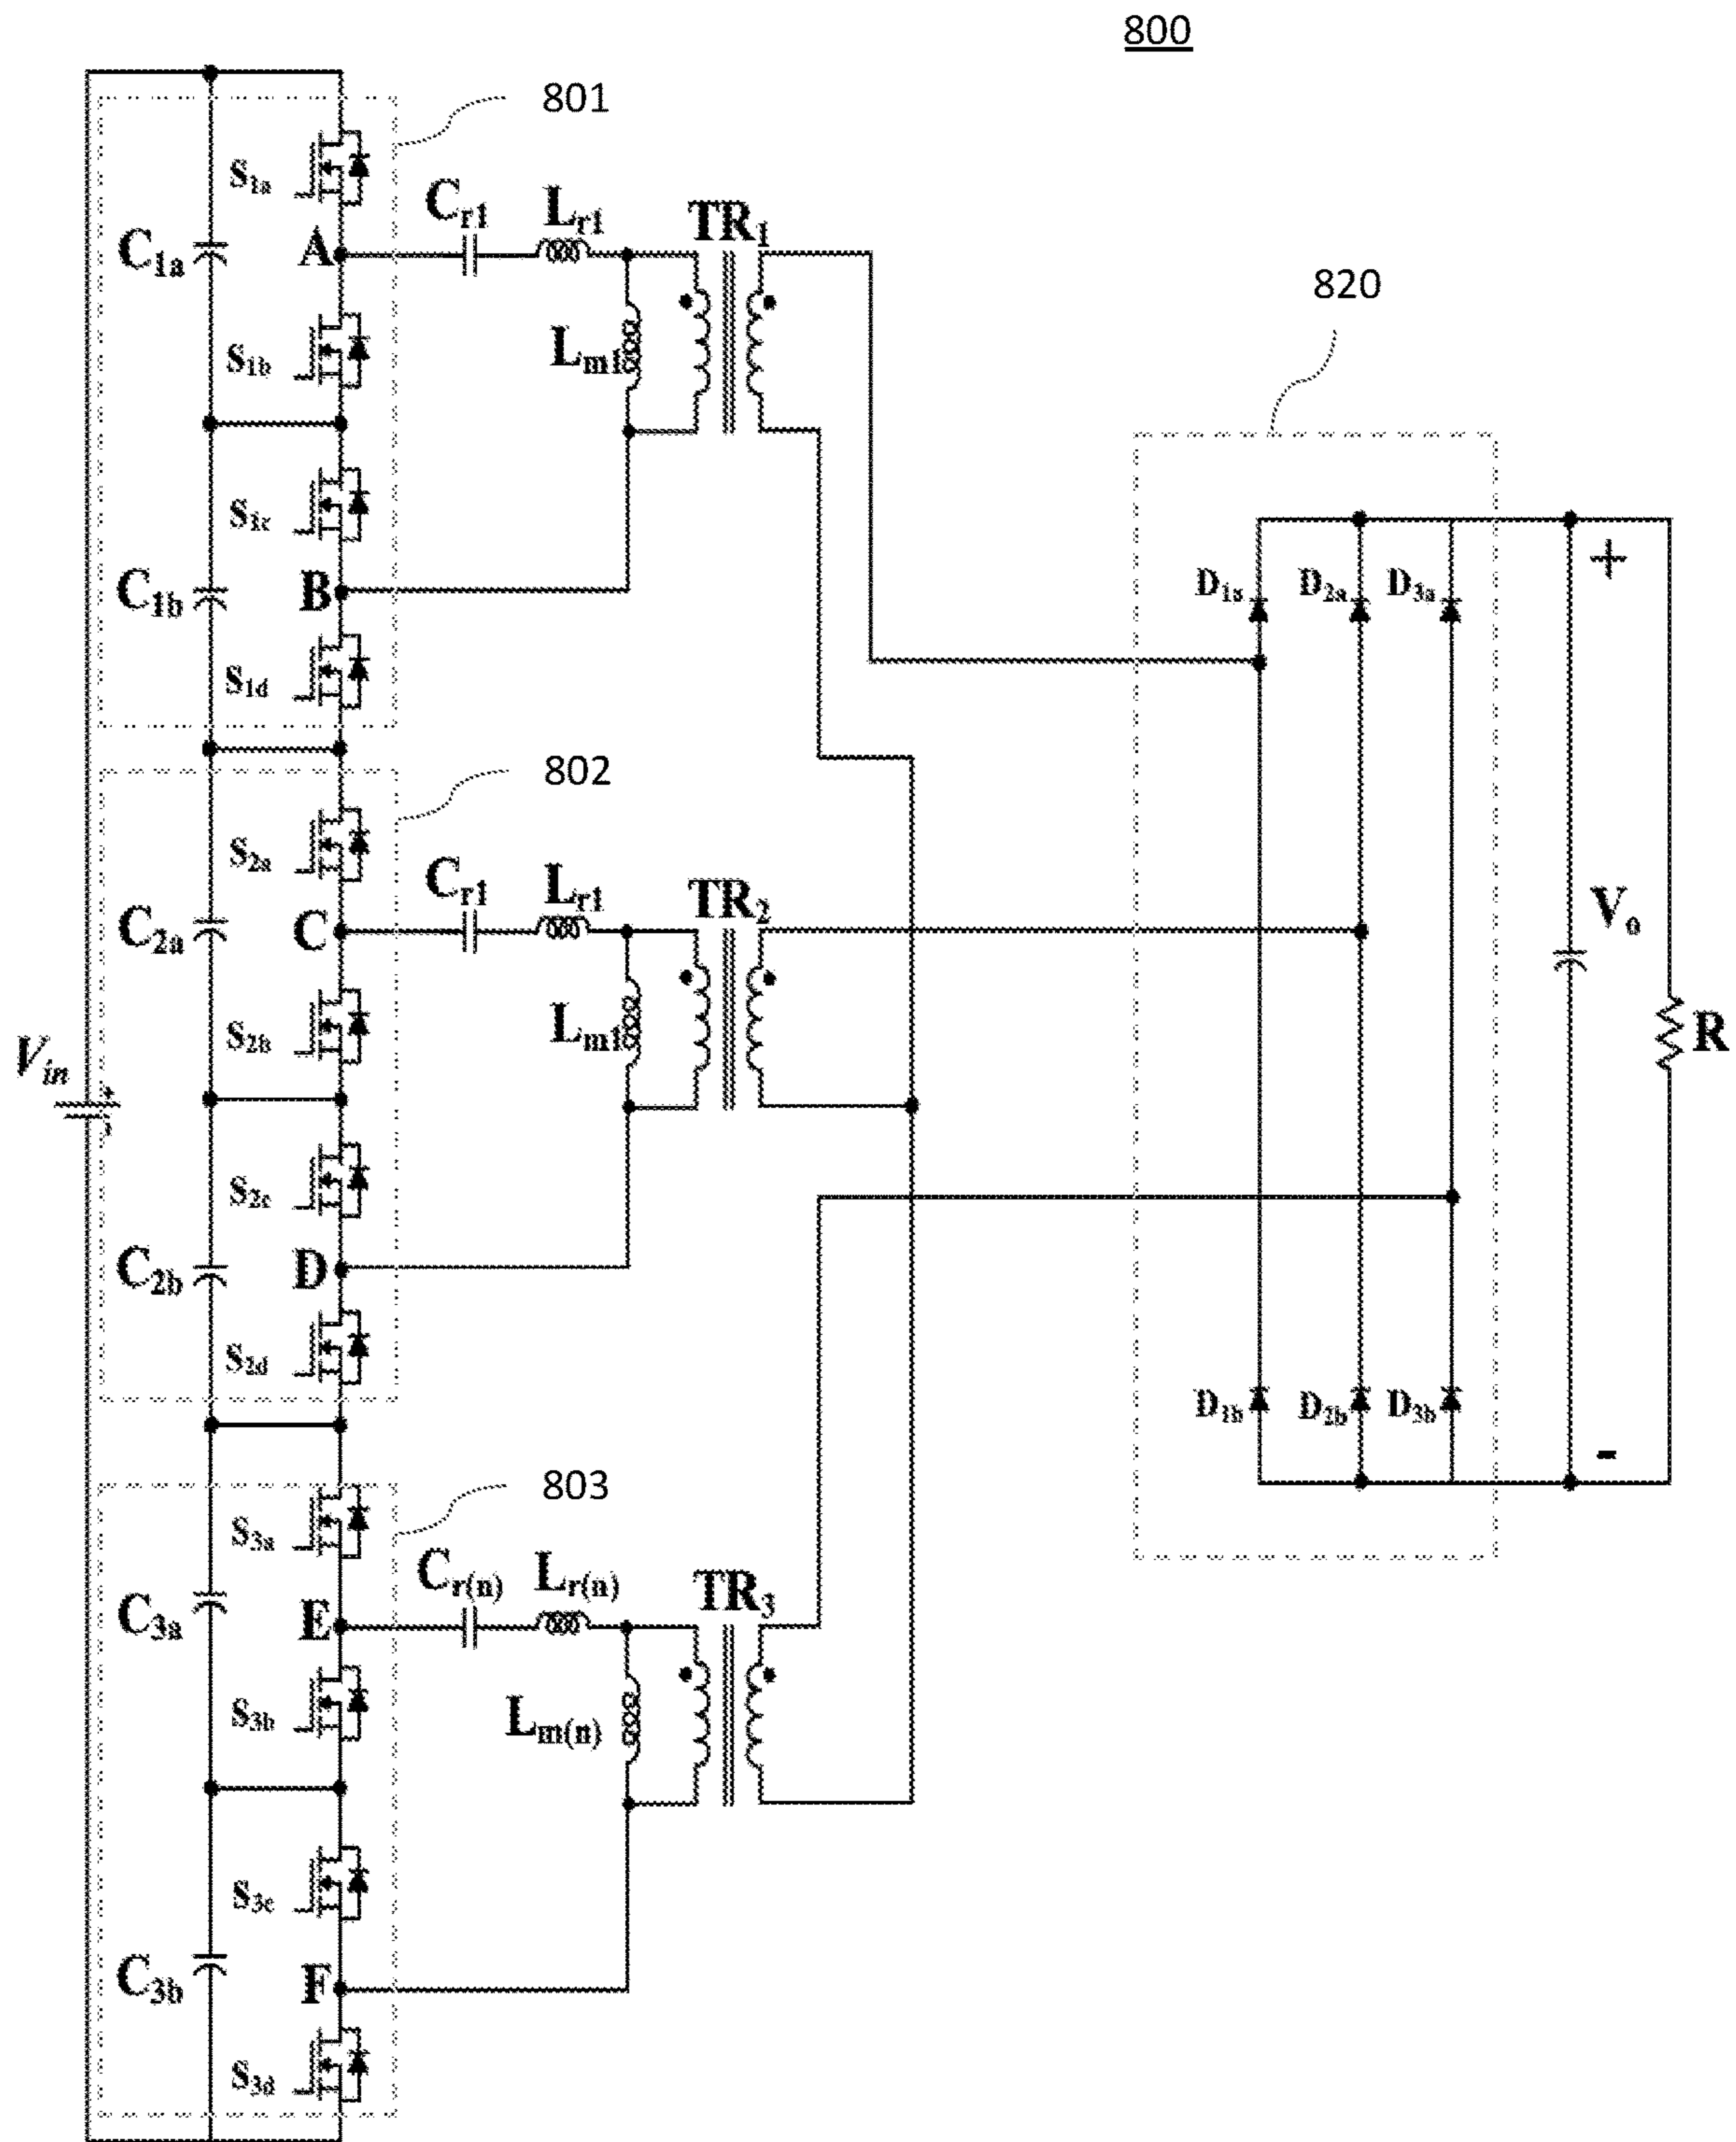 800
801
S1a
Cr1
Lr1
TR1
C1a
A
820
S1b
Lm1
S1c
C1b
B
D1a
D2a
D3a
+
S1d
802
S2a
Cr1
Lr1
TR2
C2a
C
Vo
S2b
Lm1
R
Vin
+
S2c
C2b
D
S2d
D1b
D2b
D3b
-
803
S3a
Cr(n)
Lr(n)
TR3
C3a
E
S3b
Lm(n)
S3c
C3b
F
S3d